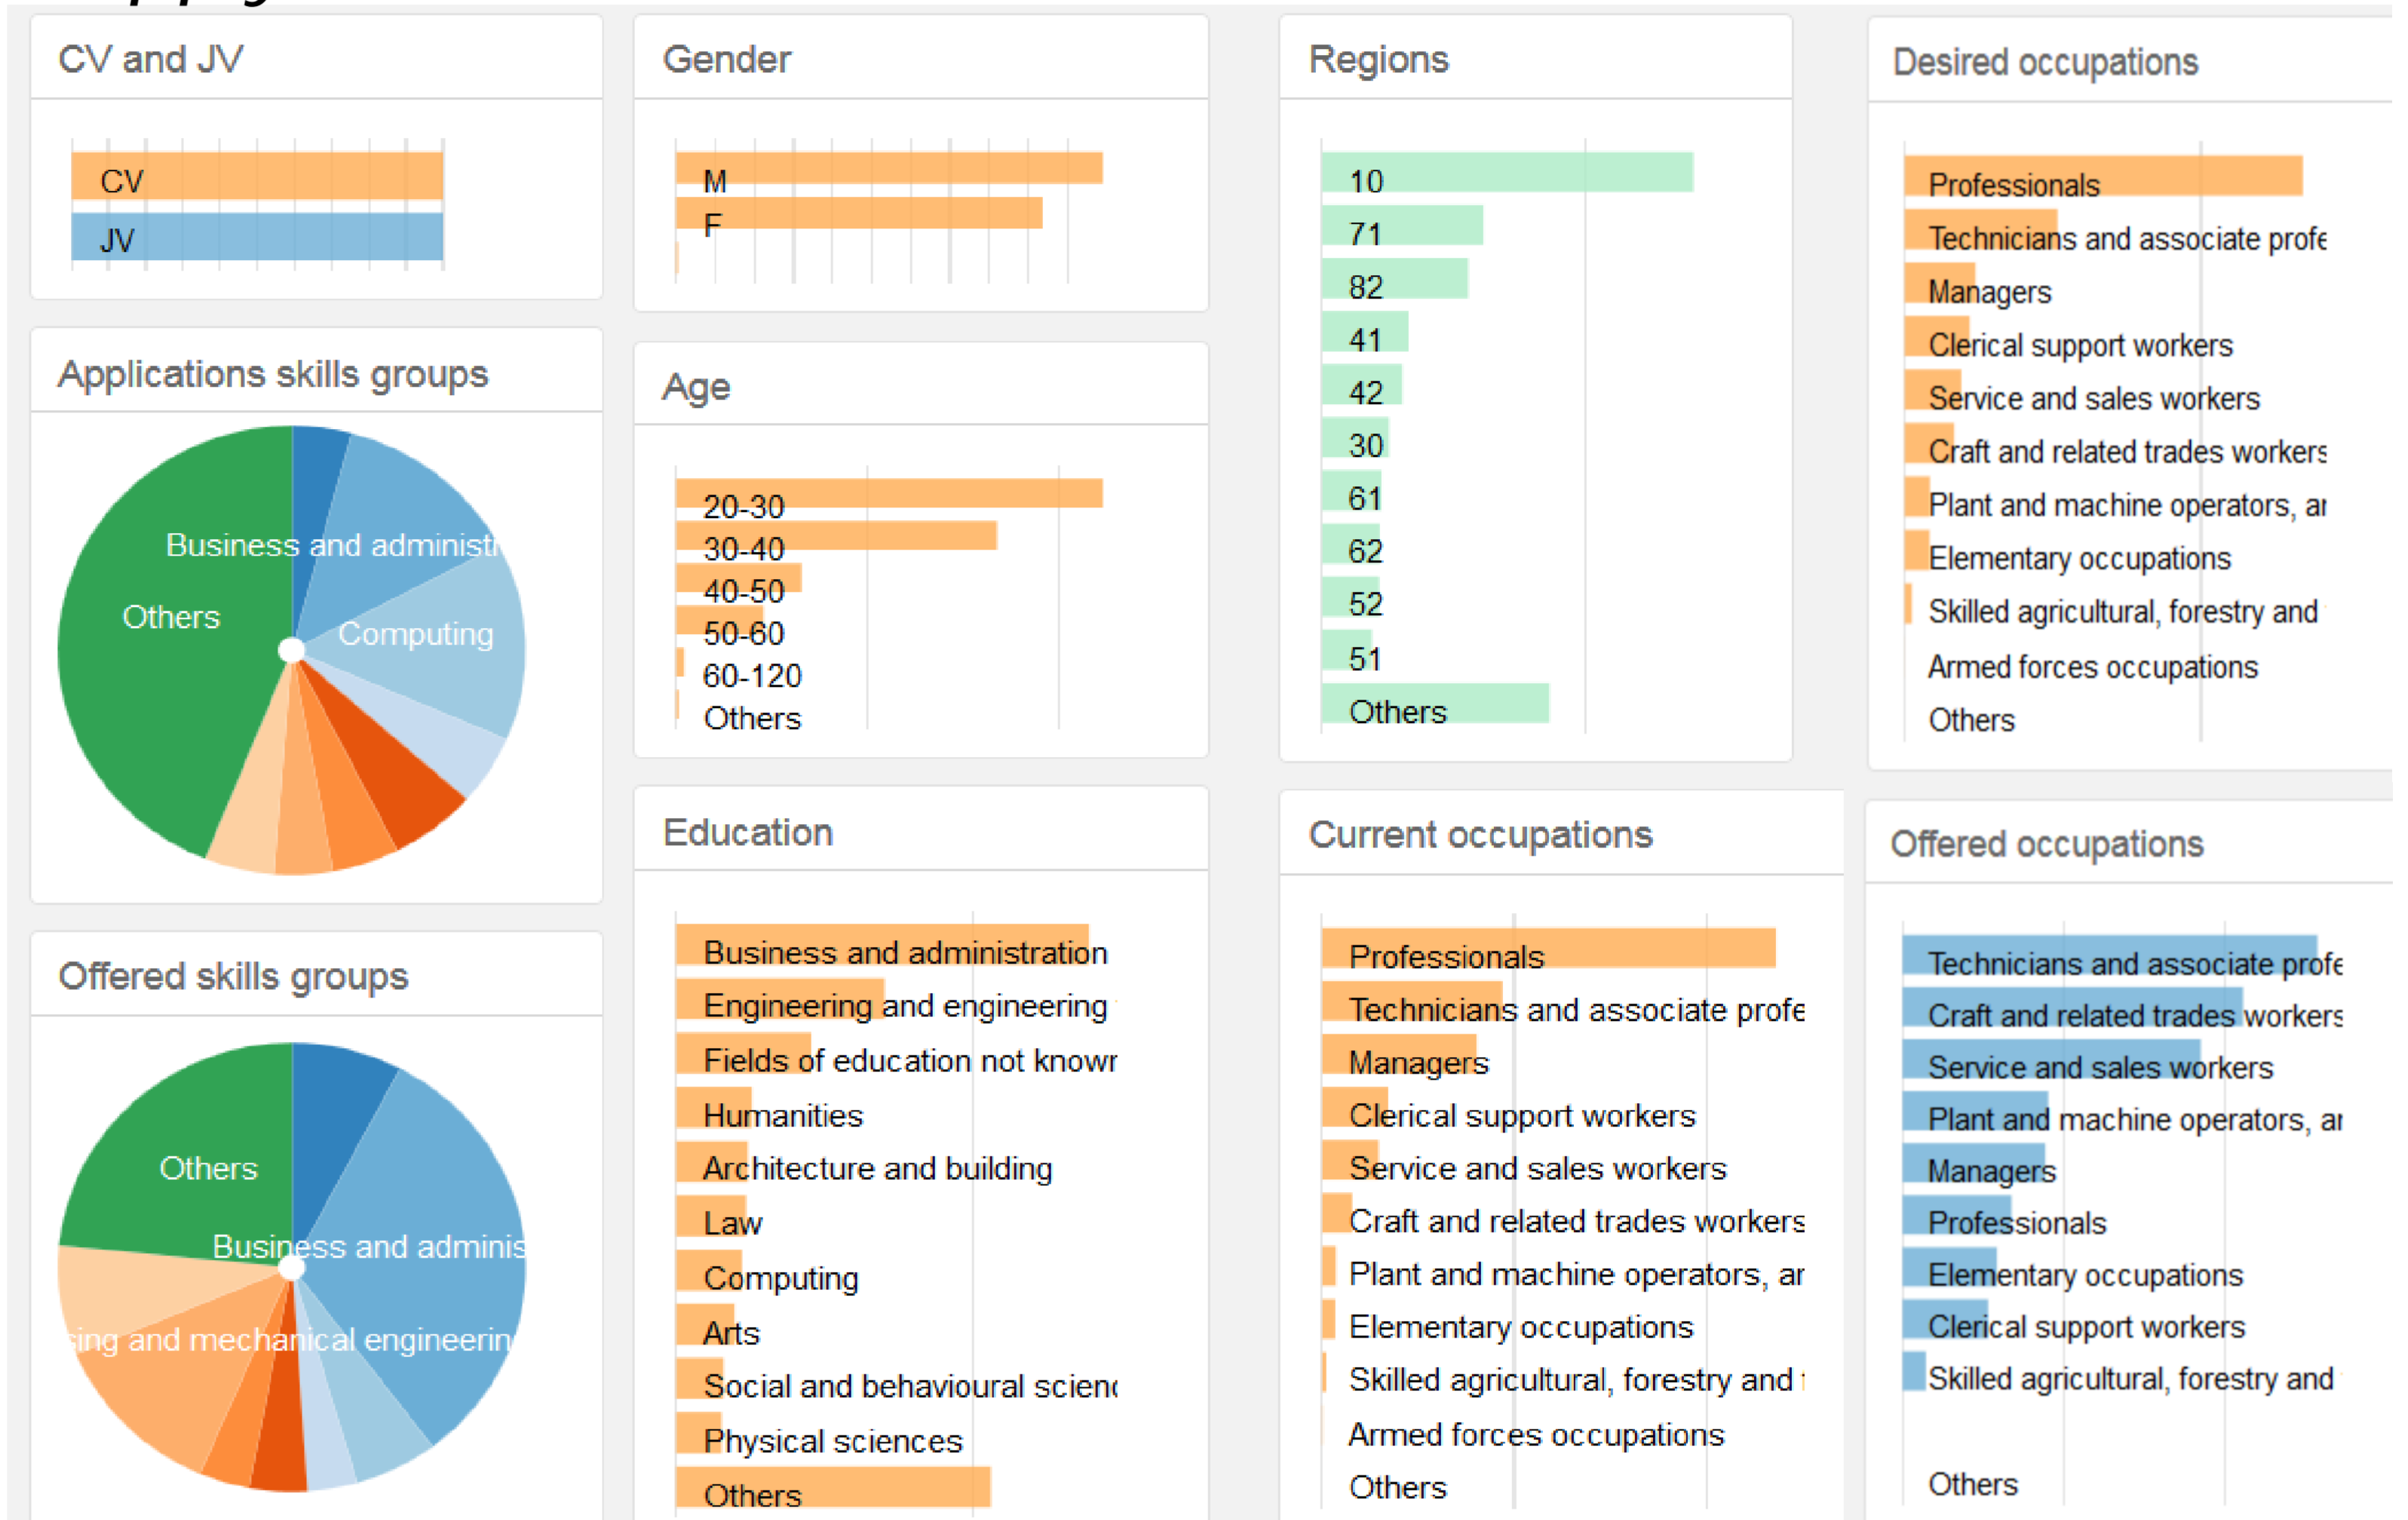 CV and JV
CV
JV
Applications skills groups
Business and administr
Others
Computing
Offered skills groups
Others
Business and adminis
sing and mechanical engineerin
Gender
M
F
Age
20-30
30-40
40-50
50-60
60-120
Others
Education
Business and administration
Engineering and engineering
Fields of education not known
Humanities
Architecture and building
Law
Computing
Arts
Social and behavioural scienc
Physical sciences
Others
Regions
10
71
82
41
42
30
61
62
52
51
Others
Current occupations
Professionals
Technicians and associate profe
Managers
Clerical support workers
Service and sales workers
Craft and related trades workers
Plant and machine operators, ar
Elementary occupations
Skilled agricultural, forestry and
Armed forces occupations
Others
Desired occupations
Professionals
Technicians and associate profe
Managers
Clerical support workers
Service and sales workers
Craft and related trades workers
Plant and machine operators, ar
Elementary occupations
Skilled agricultural, forestry and
Armed forces occupations
Others
Offered occupations
Technicians and associate profe
Craft and related trades workers
Service and sales workers
Plant and machine operators, ar
Managers
Professionals
Elementary occupations
Clerical support workers
Skilled agricultural, forestry and
Others